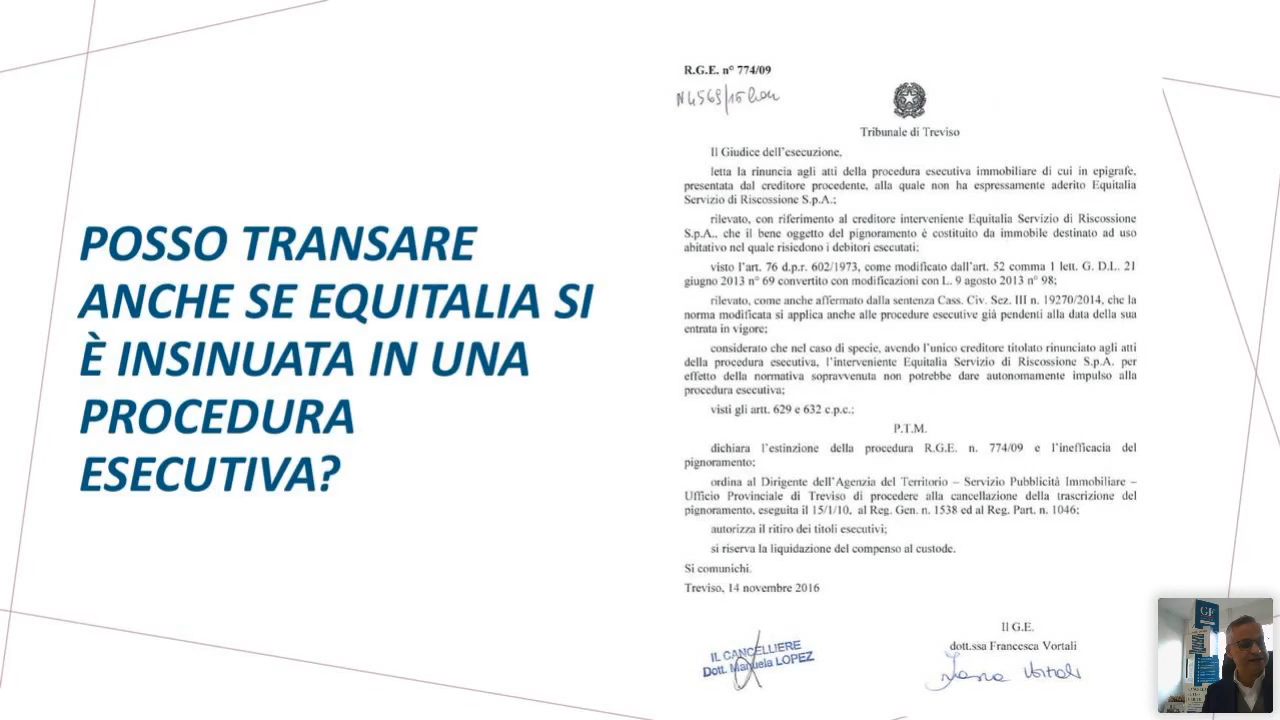 POSSO TRANSARE
ANCHE SE EQUITALIA SI
È INSINUATA IN UNA
PROCEDURA
ESECUTIVA?
R.G.E. n° 774/09
Tribunale di Treviso
Il Giudice dell'esecuzione,
letta la rinuncia agli atti della procedura esecutiva immobiliare di cui in epigrafe,
presentata dal creditore procedente, alla quale non ha espressamente aderito Equitalia
Servizio di Riscossione S.p.A.;
rilevato, con riferimento al creditore interveniente Equitalia Servizio di Riscossione
S.p.A., che il bene oggetto del pignoramento è costituito da immobile destinato ad uso
abitativo nel quale risiedono i debitori esecutati;
visto l'art. 76 d.p.r. 602/1973, come modificato dall'art. 52 comma 1 lett. G. D.L. 21
giugno 2013 n° 69 convertito con modificazioni con L. 9 agosto 2013 n° 98;
rilevato, come anche affermato dalla sentenza Cass. Civ. Sez. III n. 19270/2014, che la
norma modificata si applica anche alle procedure esecutive già pendenti alla data della sua
entrata in vigore;
considerato che nel caso di specie, avendo l'unico creditore titolato rinunciato agli atti
della procedura esecutiva, l'interveniente Equitalia Servizio di Riscossione S.p.A. per
effetto della normativa sopravvenuta non potrebbe dare autonomamente impulso alla
procedura esecutiva;
visti gli artt. 629 e 632 c.p.c.;
P.T.M.
dichiara l'estinzione della procedura R.G.E. n. 774/09 e l'inefficacia del
pignoramento;
ordina al Dirigente dell'Agenzia del Territorio – Servizio Pubblicità Immobiliare –
Ufficio Provinciale di Treviso di procedere alla cancellazione della trascrizione del
pignoramento, eseguita il 15/1/10, al Reg. Gen. n. 1538 ed al Reg. Part. n. 1046;
autorizza il ritiro dei titoli esecutivi;
si riserva la liquidazione del compenso al custode.
Si comunichi.
Treviso, 14 novembre 2016
Il G.E.
dott.ssa Francesca Vortali
IL CANCELLIERE
Dott. Manuela LOPEZ
GF